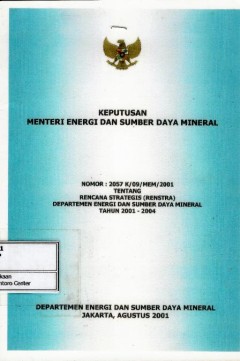 KEPUTUSAN
MENTERI ENERGI DAN SUMBER DAYA MINERAL
NOMOR : 2057 K/09/MEM/2001
TENTANG
RENCANA STRATEGIS (RENSTRA)
DEPARTEMEN ENERGI DAN SUMBER DAYA MINERAL
TAHUN 2001 - 2004
DEPARTEMEN ENERGI DAN SUMBER DAYA MINERAL
JAKARTA, AGUSTUS 2001